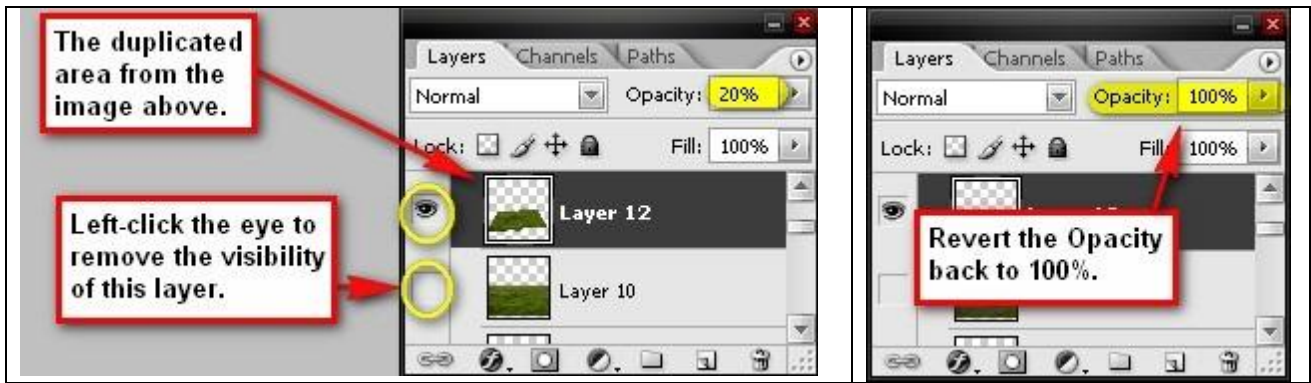 The duplicated
area from the
image above.
Left-click the eye to
remove the visibility
of this layer.
Layers Channels Paths
Normal Opacity: 20%
Lock: Fill: 100%
Layer 12
Layer 10
Layers Channels Paths
Normal Opacity: 100%
Lock: Fill: 100%
Revert the Opacity
back to 100%.